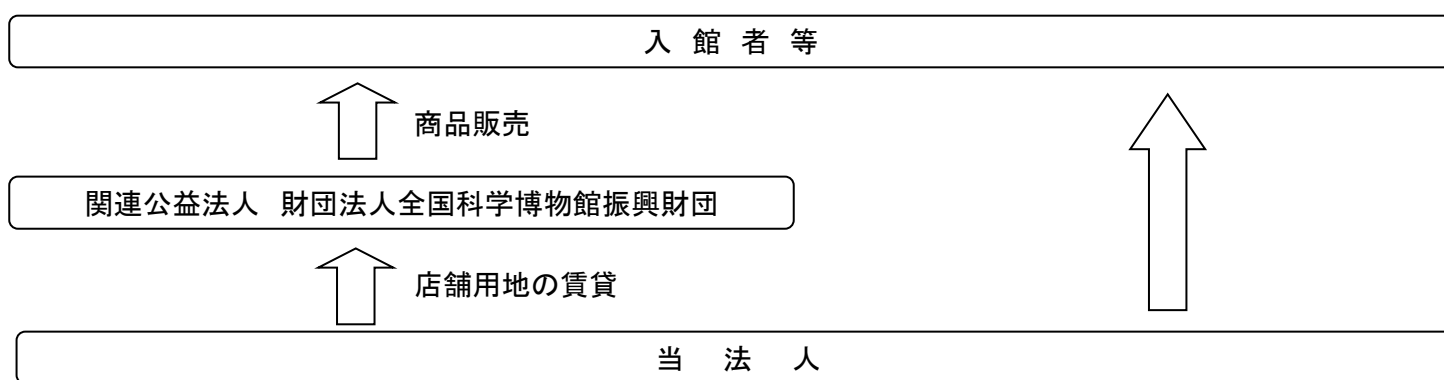 入 館 者 等
商品販売
関連公益法人 財団法人全国科学博物館振興財団
店舗用地の賃貸
当 法 人